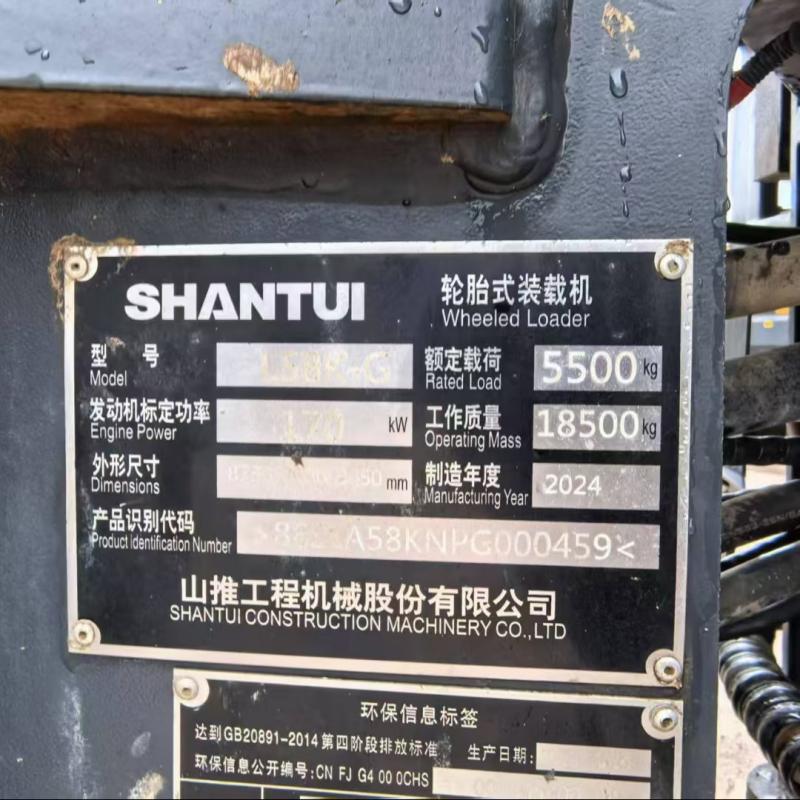 SHANTUI
轮胎式装载机
Wheeled Loader
型 号 L58K-G
Model
额定载荷 5500 kg
Rated Load
发动机标定功率 170 kW
Engine Power
工作质量 18500 kg
Operating Mass
外形尺寸 mm
Dimensions
制造年度 2024
Manufacturing Year
产品识别代码
Product Identification Number
山推工程机械股份有限公司
SHANTUI CONSTRUCTION MACHINERY CO.,LTD
环保信息标签
达到GB20891-2014第四阶段排放标准 生产日期:
环保信息公开编号:CN FJ G4 00 0CHS